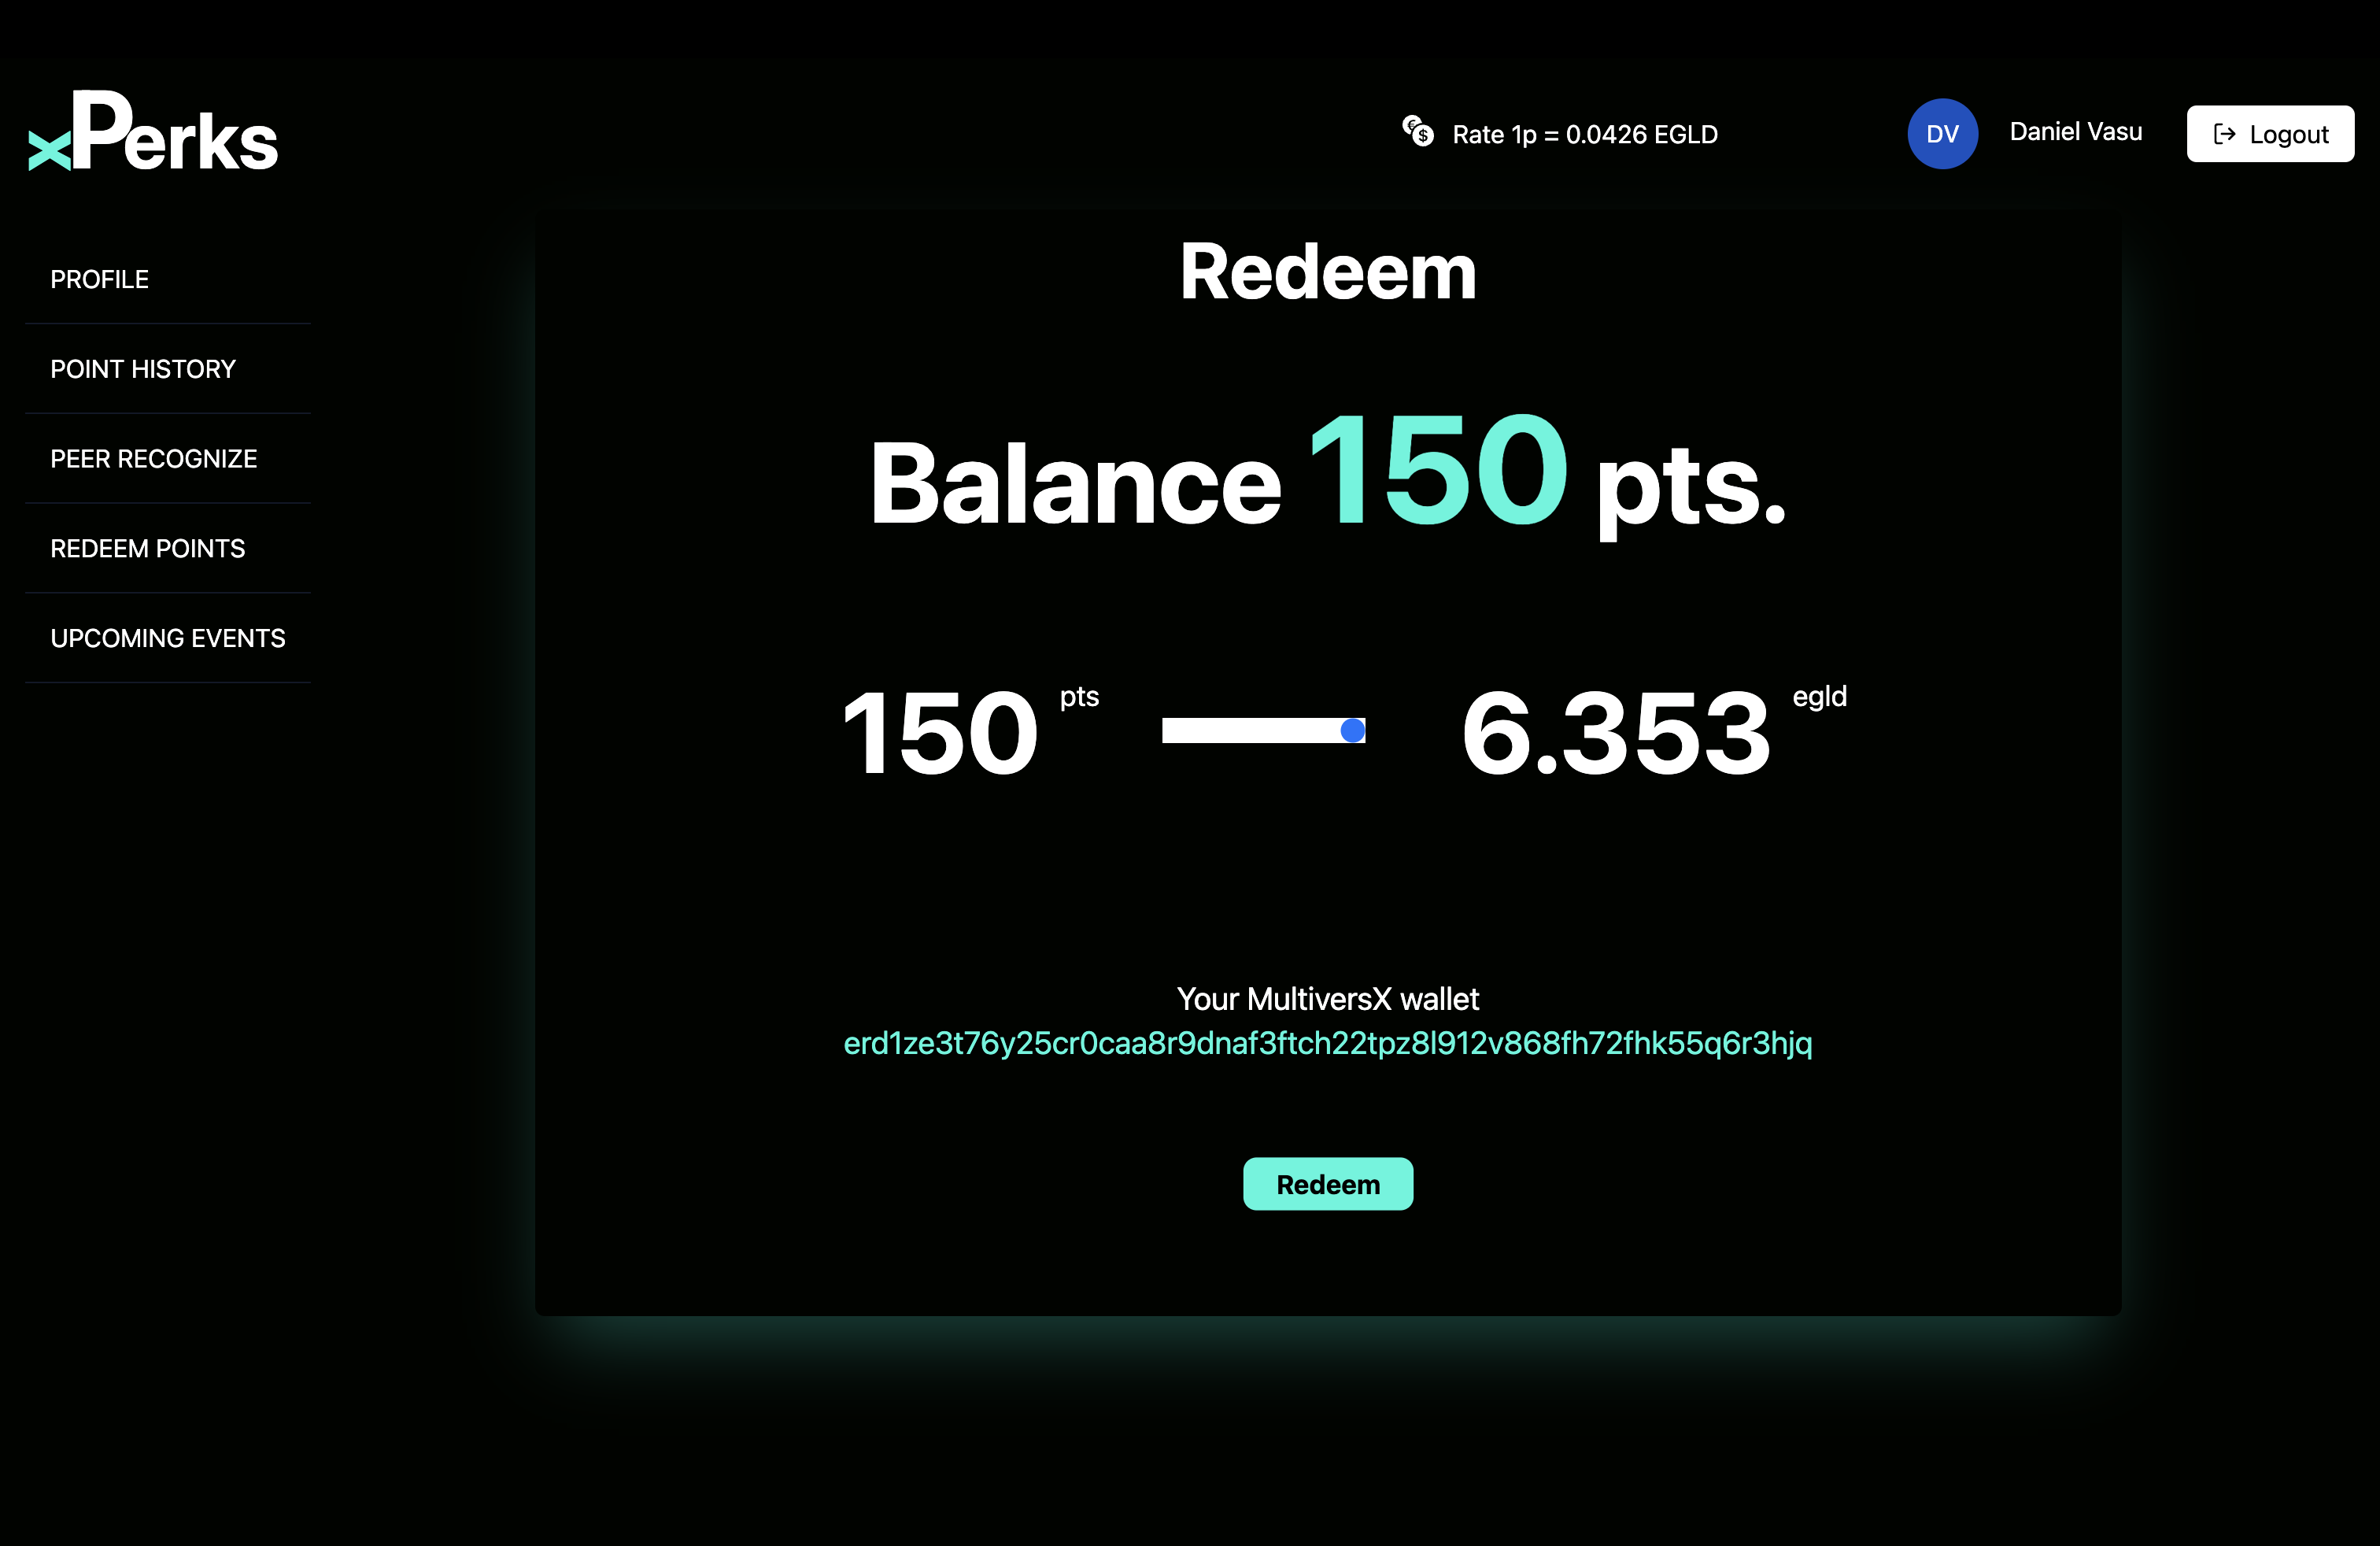 xPerks
Rate 1p = 0.0426 EGLD
DV
Daniel Vasu
Logout
PROFILE
POINT HISTORY
PEER RECOGNIZE
REDEEM POINTS
UPCOMING EVENTS
Redeem
Balance 150 pts.
150 pts
6.353 egld
Your MultiversX wallet
erd1ze3t76y25cr0caa8r9dnaf3ftch22tpz8l912v868fh72fhk55q6r3hjq
Redeem